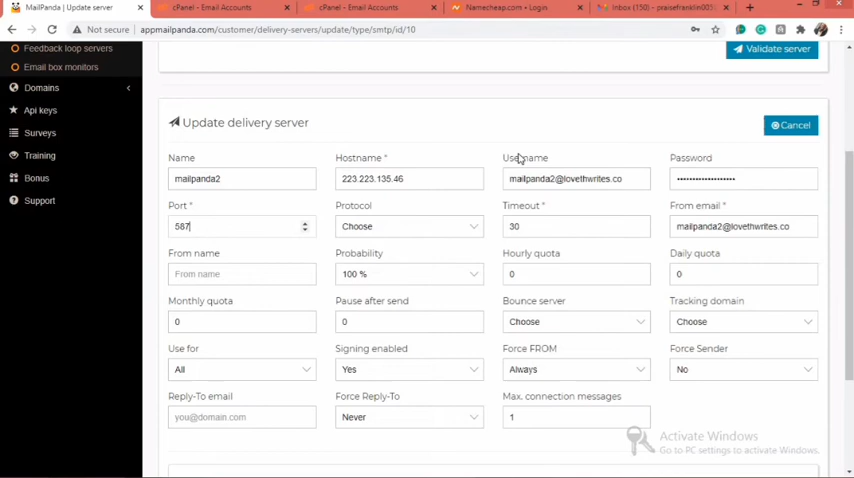 MailPanda | Update server
cPanel - Email Accounts
cPanel - Email Accounts
Namecheap.com • Login
Inbox (150) - praisefranklin003
Not secure | appmailpanda.com/customer/delivery-servers/update/type/smtp/id/10
Feedback loop servers
Validate server
Email box monitors
Domains
Api keys
Surveys
Training
Bonus
Support
Update delivery server
Cancel
Name
Hostname *
Username
Password
mailpanda2
223.223.135.46
mailpanda2@lovethwrites.co
Port *
Protocol
Timeout *
From email *
587
Choose
30
mailpanda2@lovethwrites.co
From name
Probability
Hourly quota
Daily quota
From name
100 %
0
0
Monthly quota
Pause after send
Bounce server
Tracking domain
0
0
Choose
Choose
Use for
Signing enabled
Force FROM
Force Sender
All
Yes
Always
No
Reply-To email
Force Reply-To
Max. connection messages
you@domain.com
Never
1
Activate Windows
Go to PC settings to activate Windows.